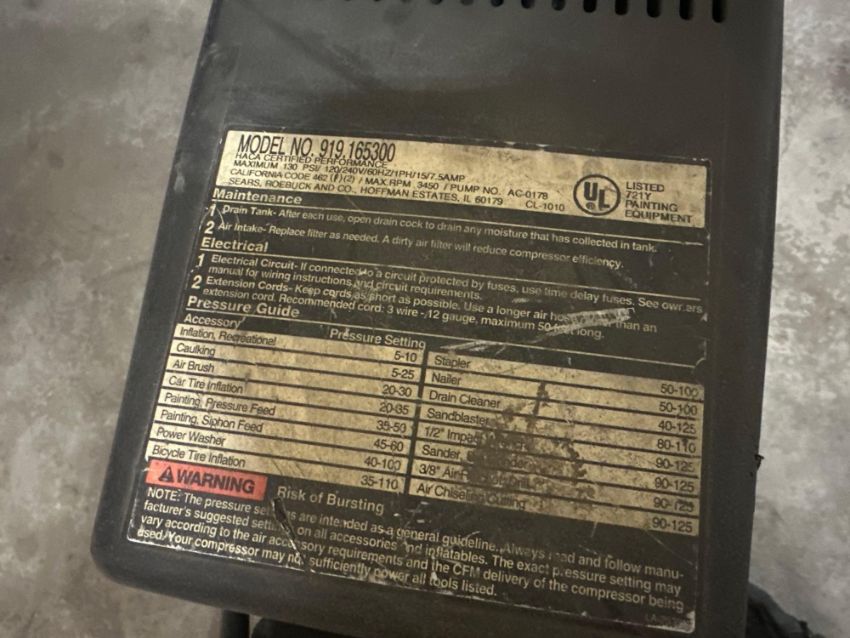 MODEL NO. 919.165300
HACA CERTIFIED PERFORMANCE
MAXIMUM 130 PSI/ 120/240V/60HZ/1PH/15/7.5AMP
CALIFORNIA CODE 462 (l)(2) / MAX RPM 3450 / PUMP NO. AC-0178
SEARS, ROEBUCK AND CO., HOFFMAN ESTATES, IL 60179 CL-1010
UL
LISTED
721Y
PAINTING
EQUIPMENT
Maintenance
1 Drain Tank- After each use, open drain cock to drain any moisture that has collected in tank.
2 Air Intake- Replace filter as needed. A dirty air filter will reduce compressor efficiency.
Electrical
1 Electrical Circuit- If connected to a circuit protected by fuses, use time delay fuses. See owners
manual for wiring instructions and circuit requirements.
2 Extension Cords- Keep cords as short as possible. Use a longer air hose than an
extension cord. Recommended cord: 3 wire - 12 gauge, maximum 50 feet long.
Pressure Guide
Accessory Pressure Setting
Inflation, Recreational 5-10
Caulking 5-25
Air Brush 20-30
Car Tire Inflation 20-35
Painting, Pressure Feed 35-50
Painting, Siphon Feed 45-60
Power Washer 40-100
Bicycle Tire Inflation 35-110
Stapler 50-100
Nailer 50-100
Drain Cleaner 40-125
Sandblaster 80-110
1/2" Impact 90-125
Sander, 90-125
3/8" Air Drill 90-125
Air Chiseling/Cutting 90-125
WARNING Risk of Bursting
NOTE: The pressure settings are intended as a general guideline. Always read and follow manu-
facturer's suggested setting on all accessories and inflatables. The exact pressure setting may
vary according to the air accessory requirements and the CFM delivery of the compressor being
used. Your compressor may not sufficiently power all tools listed.